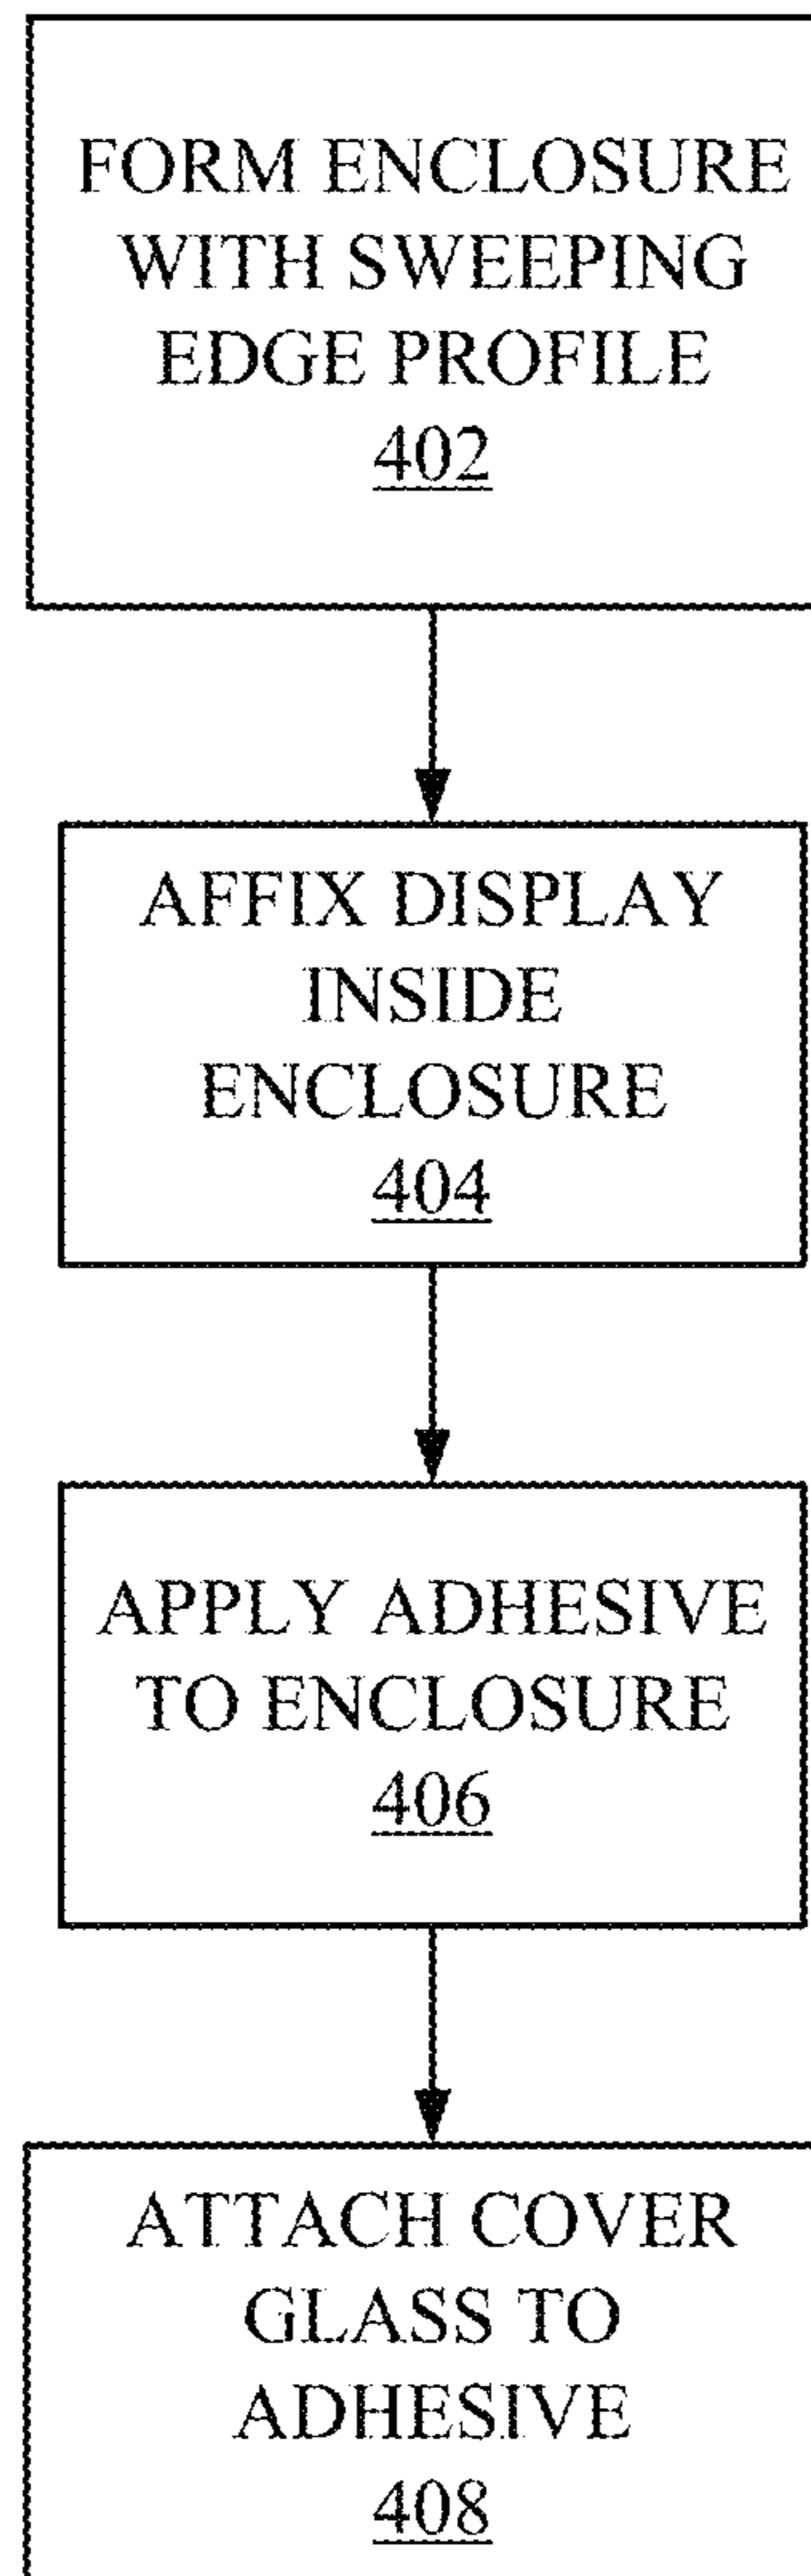 FORM ENCLOSURE
WITH SWEEPING
EDGE PROFILE
402
AFFIX DISPLAY
INSIDE
ENCLOSURE
404
APPLY ADHESIVE
TO ENCLOSURE
406
ATTACH COVER
GLASS TO
ADHESIVE
408